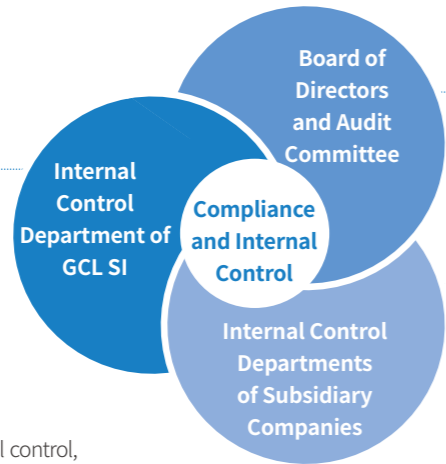 Board of
Directors
and Audit
Committee
Internal
Control
Department of
GCL SI
Compliance
and Internal
Control
Internal Control
Departments
of Subsidiary
Companies
l control,